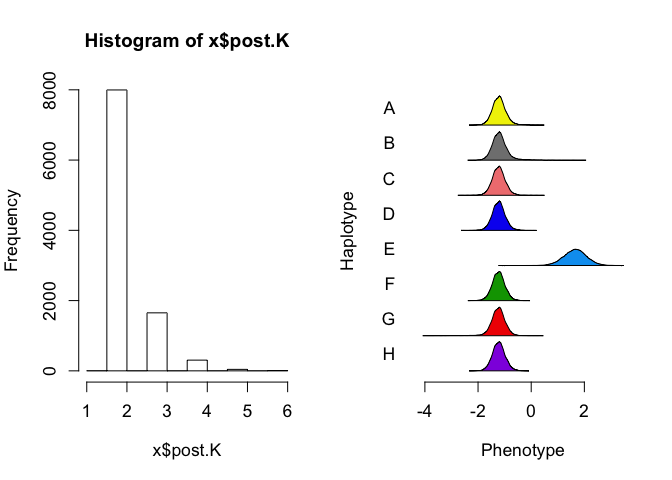 Histogram of x$post.K
Frequency
0
2000
4000
6000
8000
1 2 3 4 5 6
x$post.K
Haplotype
A
B
C
D
E
F
G
H
-4 -2 0 2
Phenotype